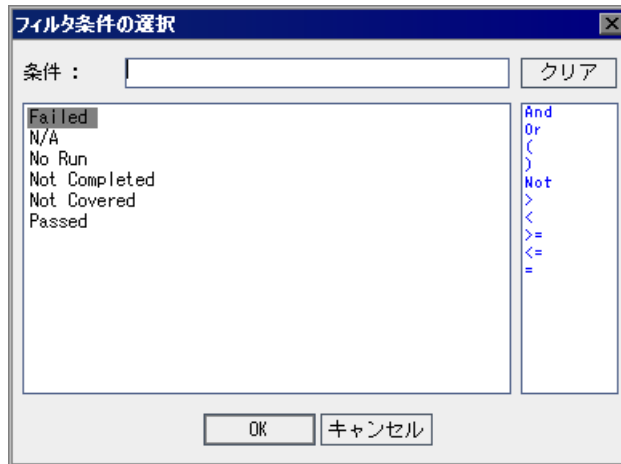 フィルタ条件の選択
条件：
クリア
Failed
N/A
No Run
Not Completed
Not Covered
Passed
And
Or
(
)
Not
>
<
>=
<=
=
OK
キャンセル